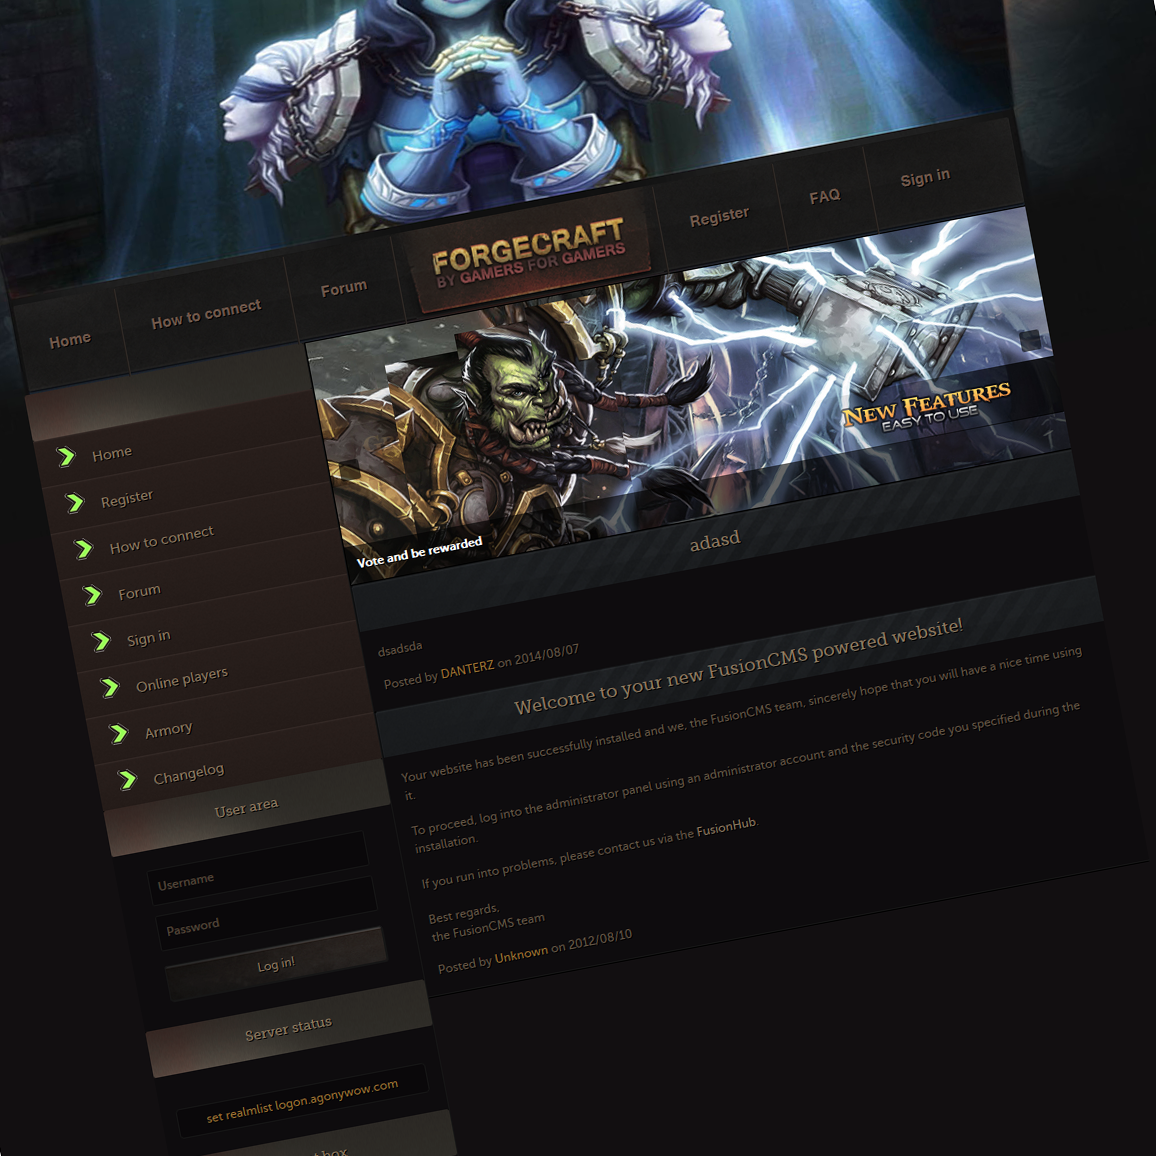 Home
How to connect
Forum
FORGECRAFT
BY GAMERS FOR GAMERS
Register
FAQ
Sign in
NEW FEATURES
EASY TO USE
Vote and be rewarded
Home
Register
How to connect
Forum
Sign in
Online players
Armory
Changelog
User area
Username
Password
Log in!
Server status
set realmlist logon.agonywow.com
box
adasd
dsadsda
Posted by DANTERZ on 2014/08/07
Welcome to your new FusionCMS powered website!
Your website has been successfully installed and we, the FusionCMS team, sincerely hope that you will have a nice time using
it.
To proceed, log into the administrator panel using an administrator account and the security code you specified during the
installation.
If you run into problems, please contact us via the FusionHub.
Best regards,
the FusionCMS team
Posted by Unknown on 2012/08/10